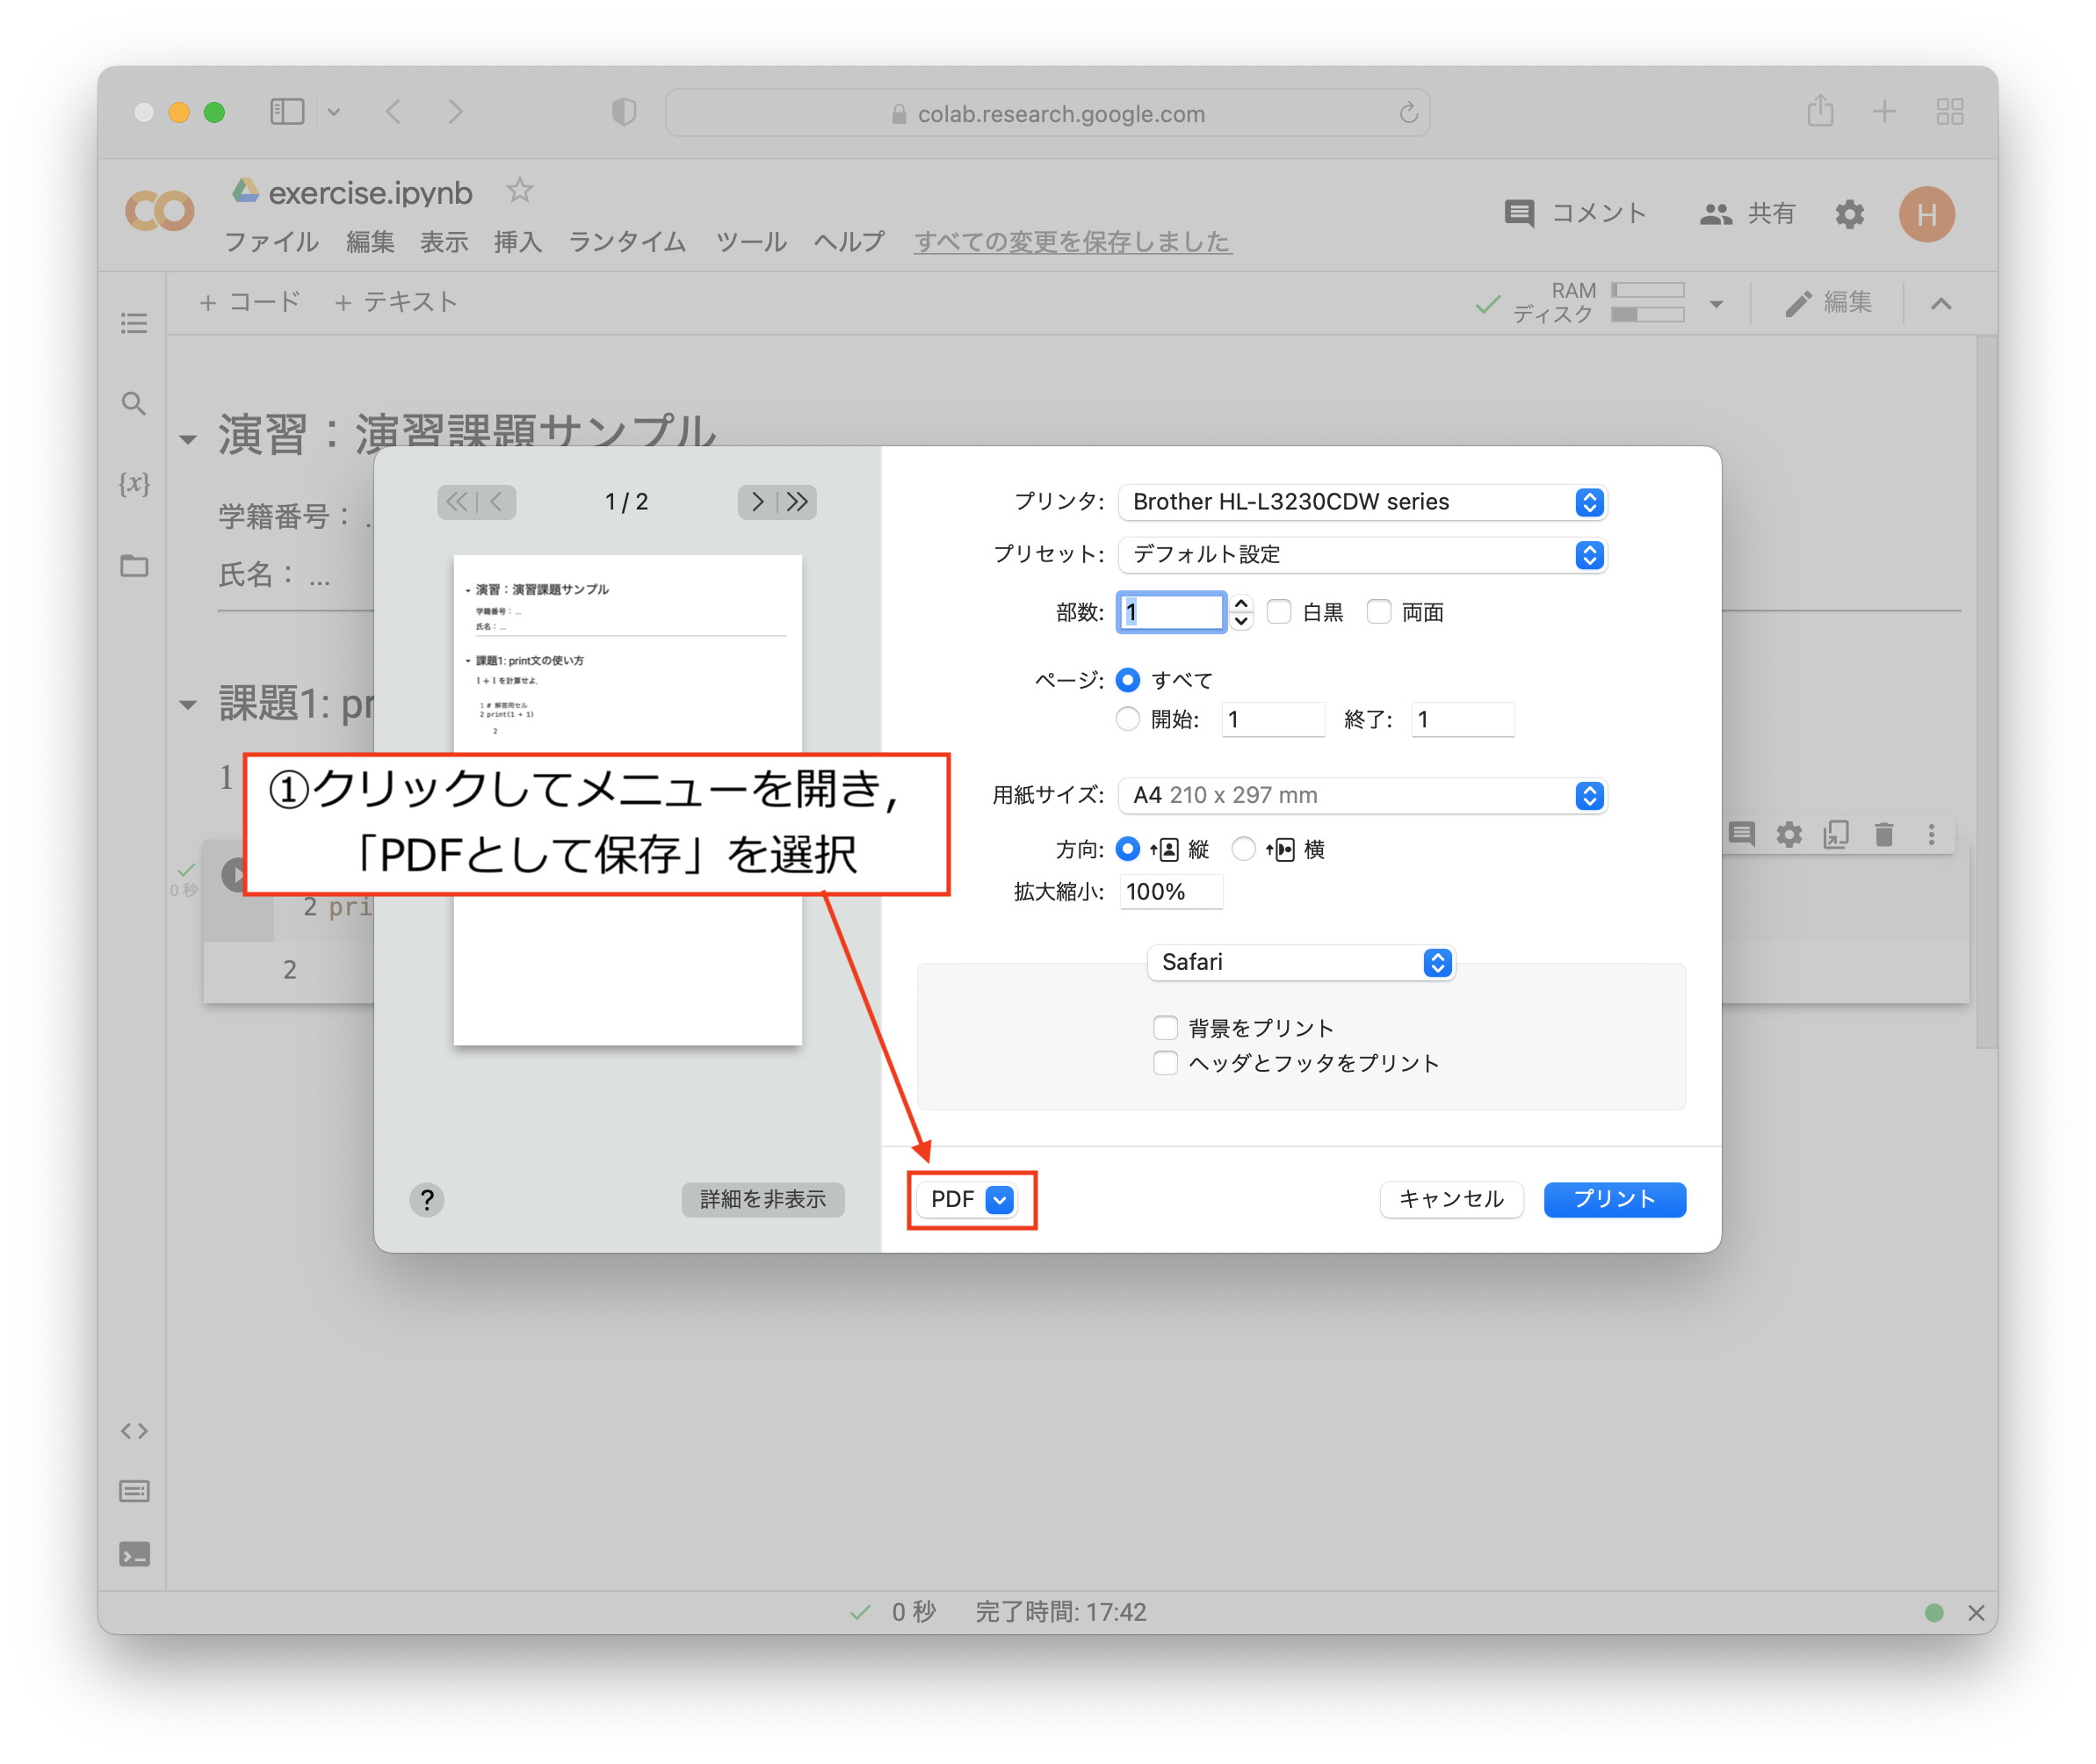 colab.research.google.com
exercise.ipynb
ファイル 編集 表示 挿入 ランタイム ツール ヘルプ すべての変更を保存しました
コメント 共有 H
+ コード + テキスト
RAM
ディスク
編集
演習：演習課題サンプル
学籍番号：
氏名：...
課題1: pr
1
0 秒
2 pri
2
1 / 2
演習：演習課題サンプル
学籍番号：...
氏名：...
課題1: print文の使い方
1 + 1 を計算せよ.
1 # 解答用セル
2 print(1 + 1)
2
①クリックしてメニューを開き,
「PDFとして保存」を選択
プリンタ: Brother HL-L3230CDW series
プリセット: デフォルト設定
部数: 1 白黒 両面
ページ: すべて
開始: 1 終了: 1
用紙サイズ: A4 210 x 297 mm
方向: 縦 横
拡大縮小: 100%
Safari
背景をプリント
ヘッダとフッタをプリント
? 詳細を非表示 PDF キャンセル プリント
0 秒 完了時間: 17:42